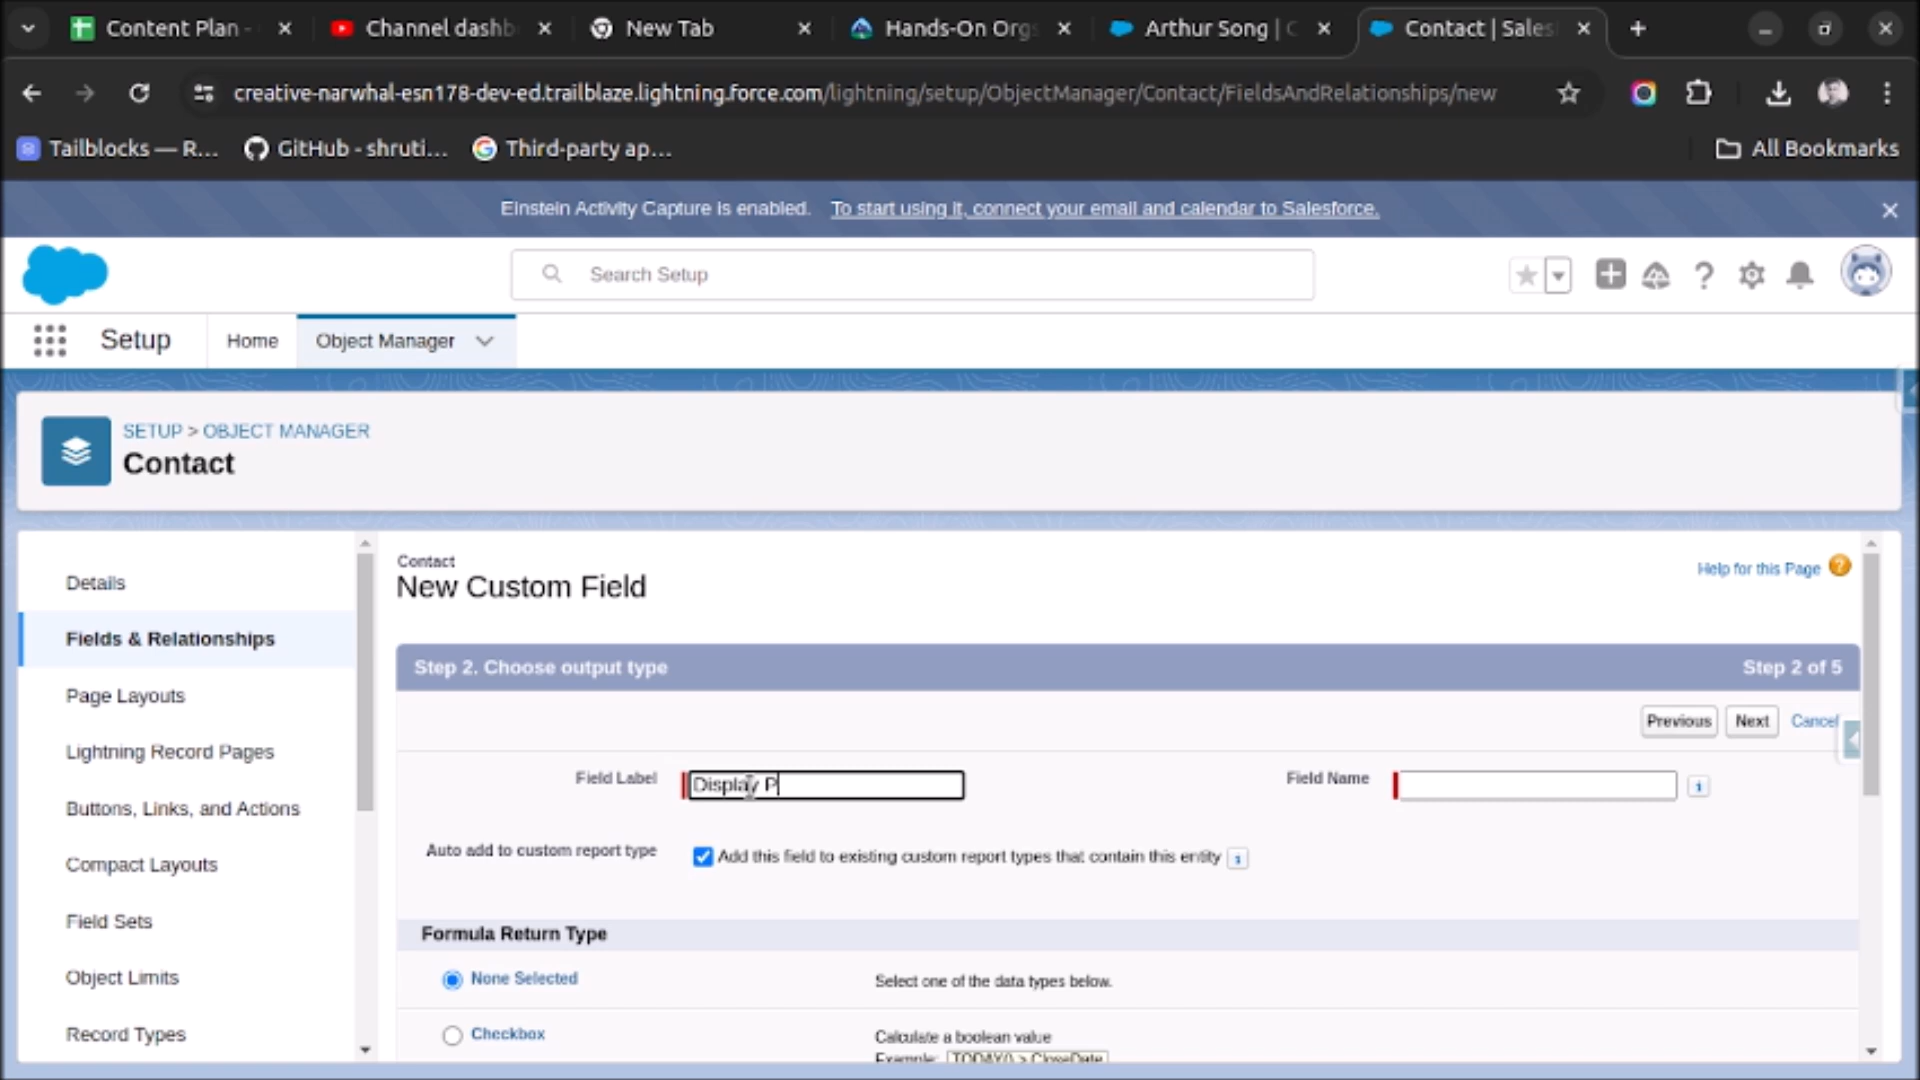 Content Plan -
Channel dashb
New Tab
Hands-On Orgs
Arthur Song | C
Contact | Sales
creative-narwhal-esn178-dev-ed.trailblaze.lightning.force.com/lightning/setup/ObjectManager/Contact/FieldsAndRelationships/new
Tailblocks — R...
GitHub - shruti...
Third-party ap...
All Bookmarks
Einstein Activity Capture is enabled. To start using it, connect your email and calendar to Salesforce.
Search Setup
Setup
Home
Object Manager
SETUP > OBJECT MANAGER
Contact
Details
Fields & Relationships
Page Layouts
Lightning Record Pages
Buttons, Links, and Actions
Compact Layouts
Field Sets
Object Limits
Record Types
Contact
New Custom Field
Help for this Page
Step 2. Choose output type
Step 2 of 5
Previous
Next
Cancel
Field Label
Display P
Field Name
Auto add to custom report type
Add this field to existing custom report types that contain this entity
Formula Return Type
None Selected
Select one of the data types below.
Checkbox
Calculate a boolean value
Example: TODAY() > CloseDate